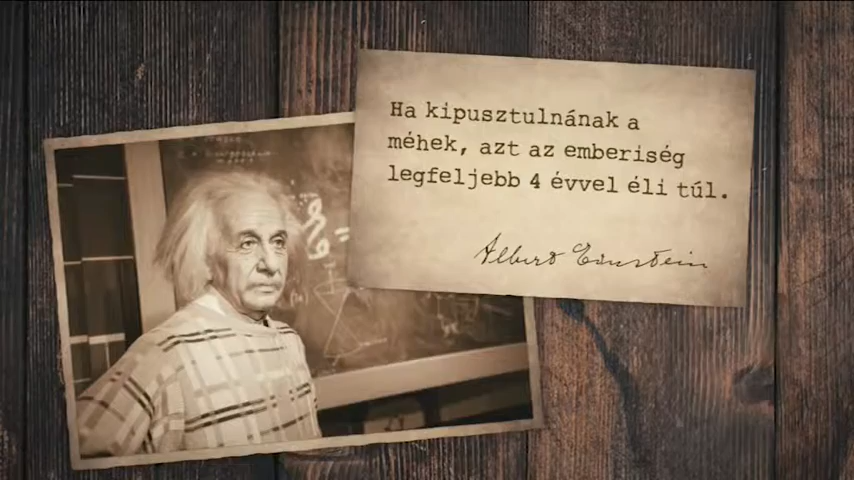 Ha kipusztulnának a
méhek, azt az emberiség
legfeljebb 4 évvel éli túl.
Albert Einstein